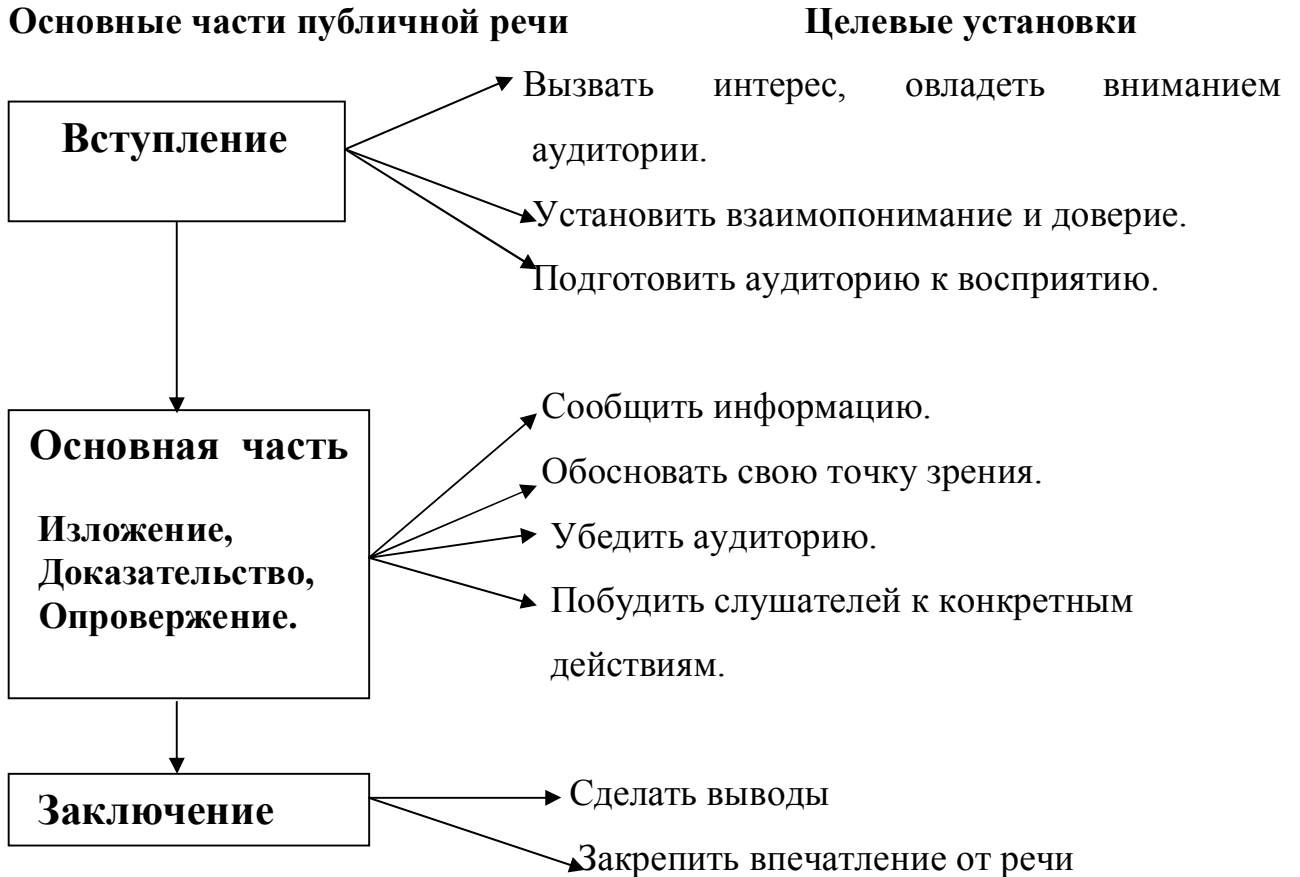 Основные части публичной речи
Целевые установки
Вступление
Вызвать интерес, овладеть вниманием
аудитории.
Установить взаимопонимание и доверие.
Подготовить аудиторию к восприятию.
Основная часть
Изложение,
Доказательство,
Опровержение.
Сообщить информацию.
Обосновать свою точку зрения.
Убедить аудиторию.
Побудить слушателей к конкретным
действиям.
Заключение
Сделать выводы
Закрепить впечатление от речи